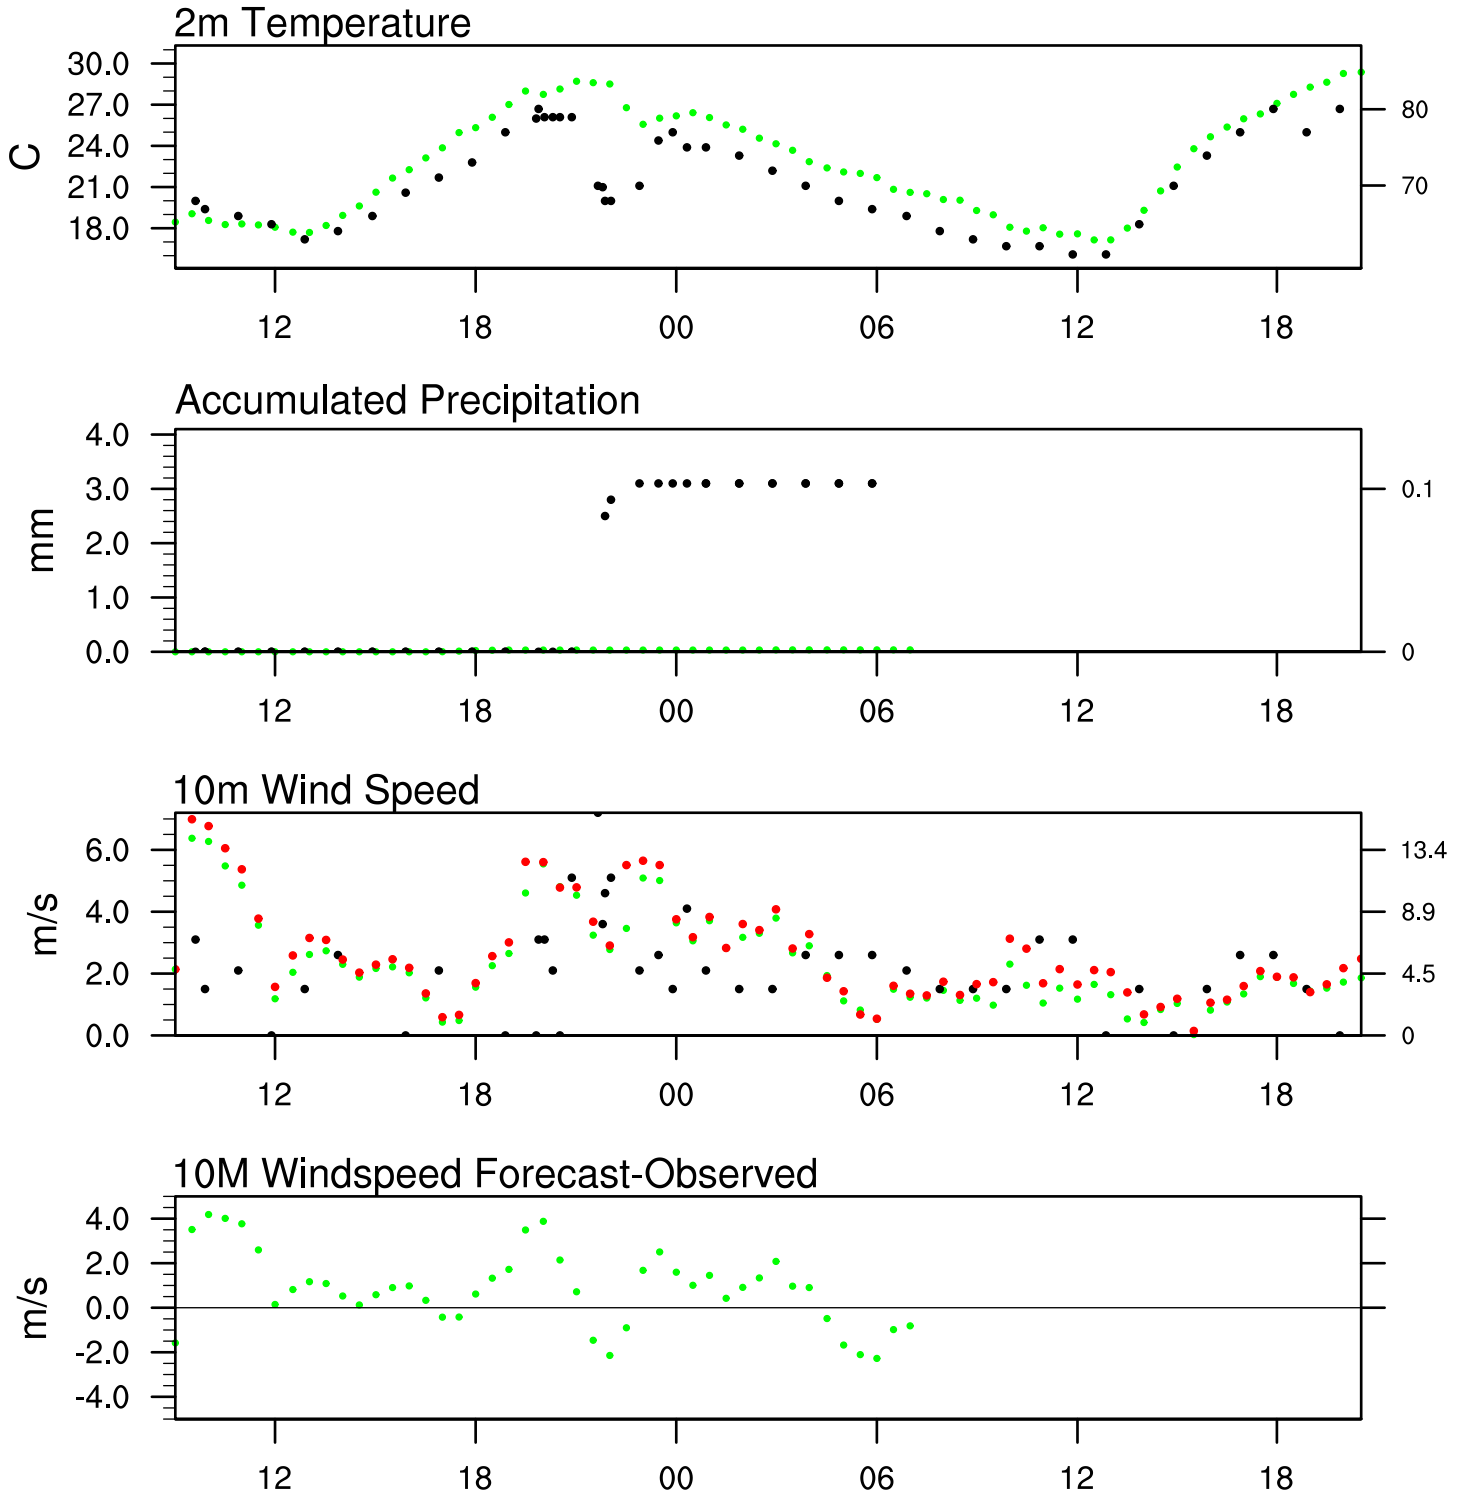 2m Temperature
30.0
27.0
80
24.0
C
21.0
70
18.0
12 18 00 06 12 18
Accumulated Precipitation
4.0
3.0
0.1
mm
2.0
1.0
0.0
0
12 18 00 06 12 18
10m Wind Speed
6.0
13.4
4.0
8.9
m/s
2.0
4.5
0.0
0
12 18 00 06 12 18
10M Windspeed Forecast-Observed
4.0
2.0
0.0
m/s
-2.0
-4.0
12 18 00 06 12 18